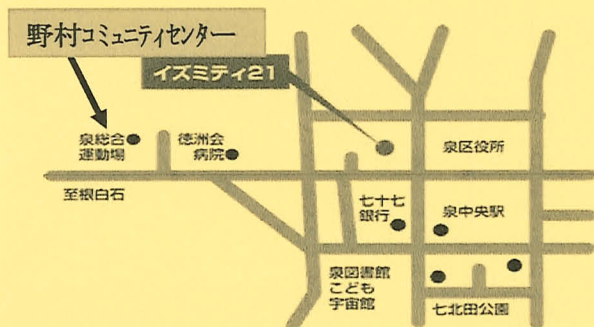 野村コミュニティセンター
イズミティ21
泉総合
運動場
徳洲会
病院
泉区役所
至根白石
七十七
銀行
泉中央駅
泉図書館
こども
宇宙館
七北田公園